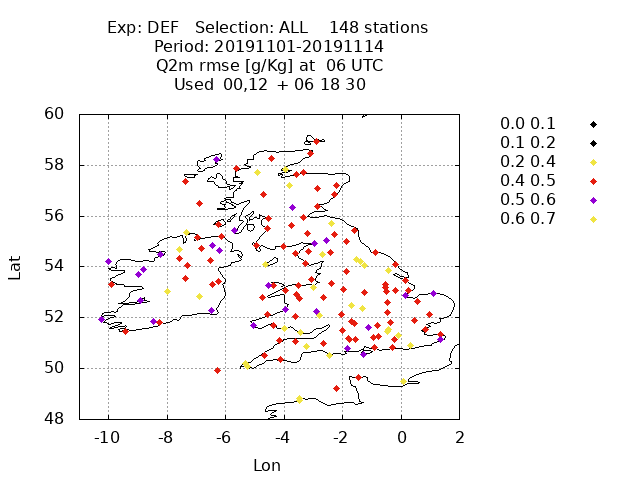 Exp: DEF Selection: ALL 148 stations
Period: 20191101-20191114
Q2m rmse [g/Kg] at 06 UTC
Used 00,12 + 06 18 30
60
58
56
54
52
50
48
Lat
-10 -8 -6 -4 -2 0 2
Lon
0.0 0.1
0.1 0.2
0.2 0.4
0.4 0.5
0.5 0.6
0.6 0.7